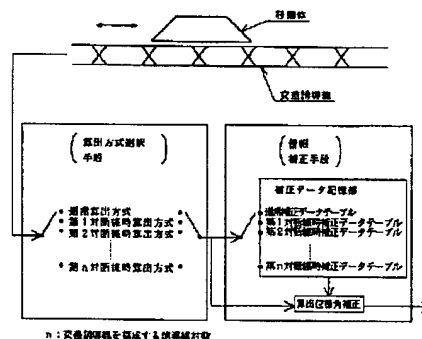 移動体
交差誘導線
算出方式選択
手段
情報
補正手段
補正データ記憶部
通常算出方式
第1対断線時算出方式
第2対断線時算出方式
第n対断線時算出方式
通常補正データテーブル
第1対断線時補正データテーブル
第2対断線時補正データテーブル
第n対断線時補正データテーブル
算出位相角補正
n:交差誘導線を構成する誘導線対数